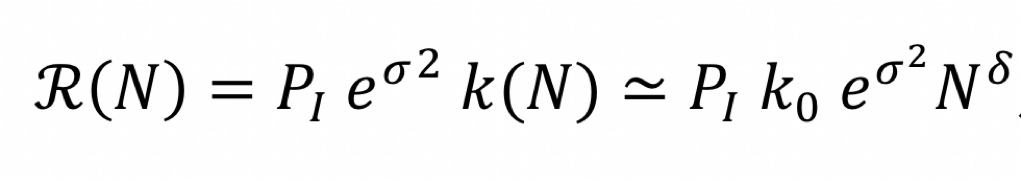 ℛ(N) = P_I e^{σ^2} k(N) ≃ P_I k_0 e^{σ^2} N^δ